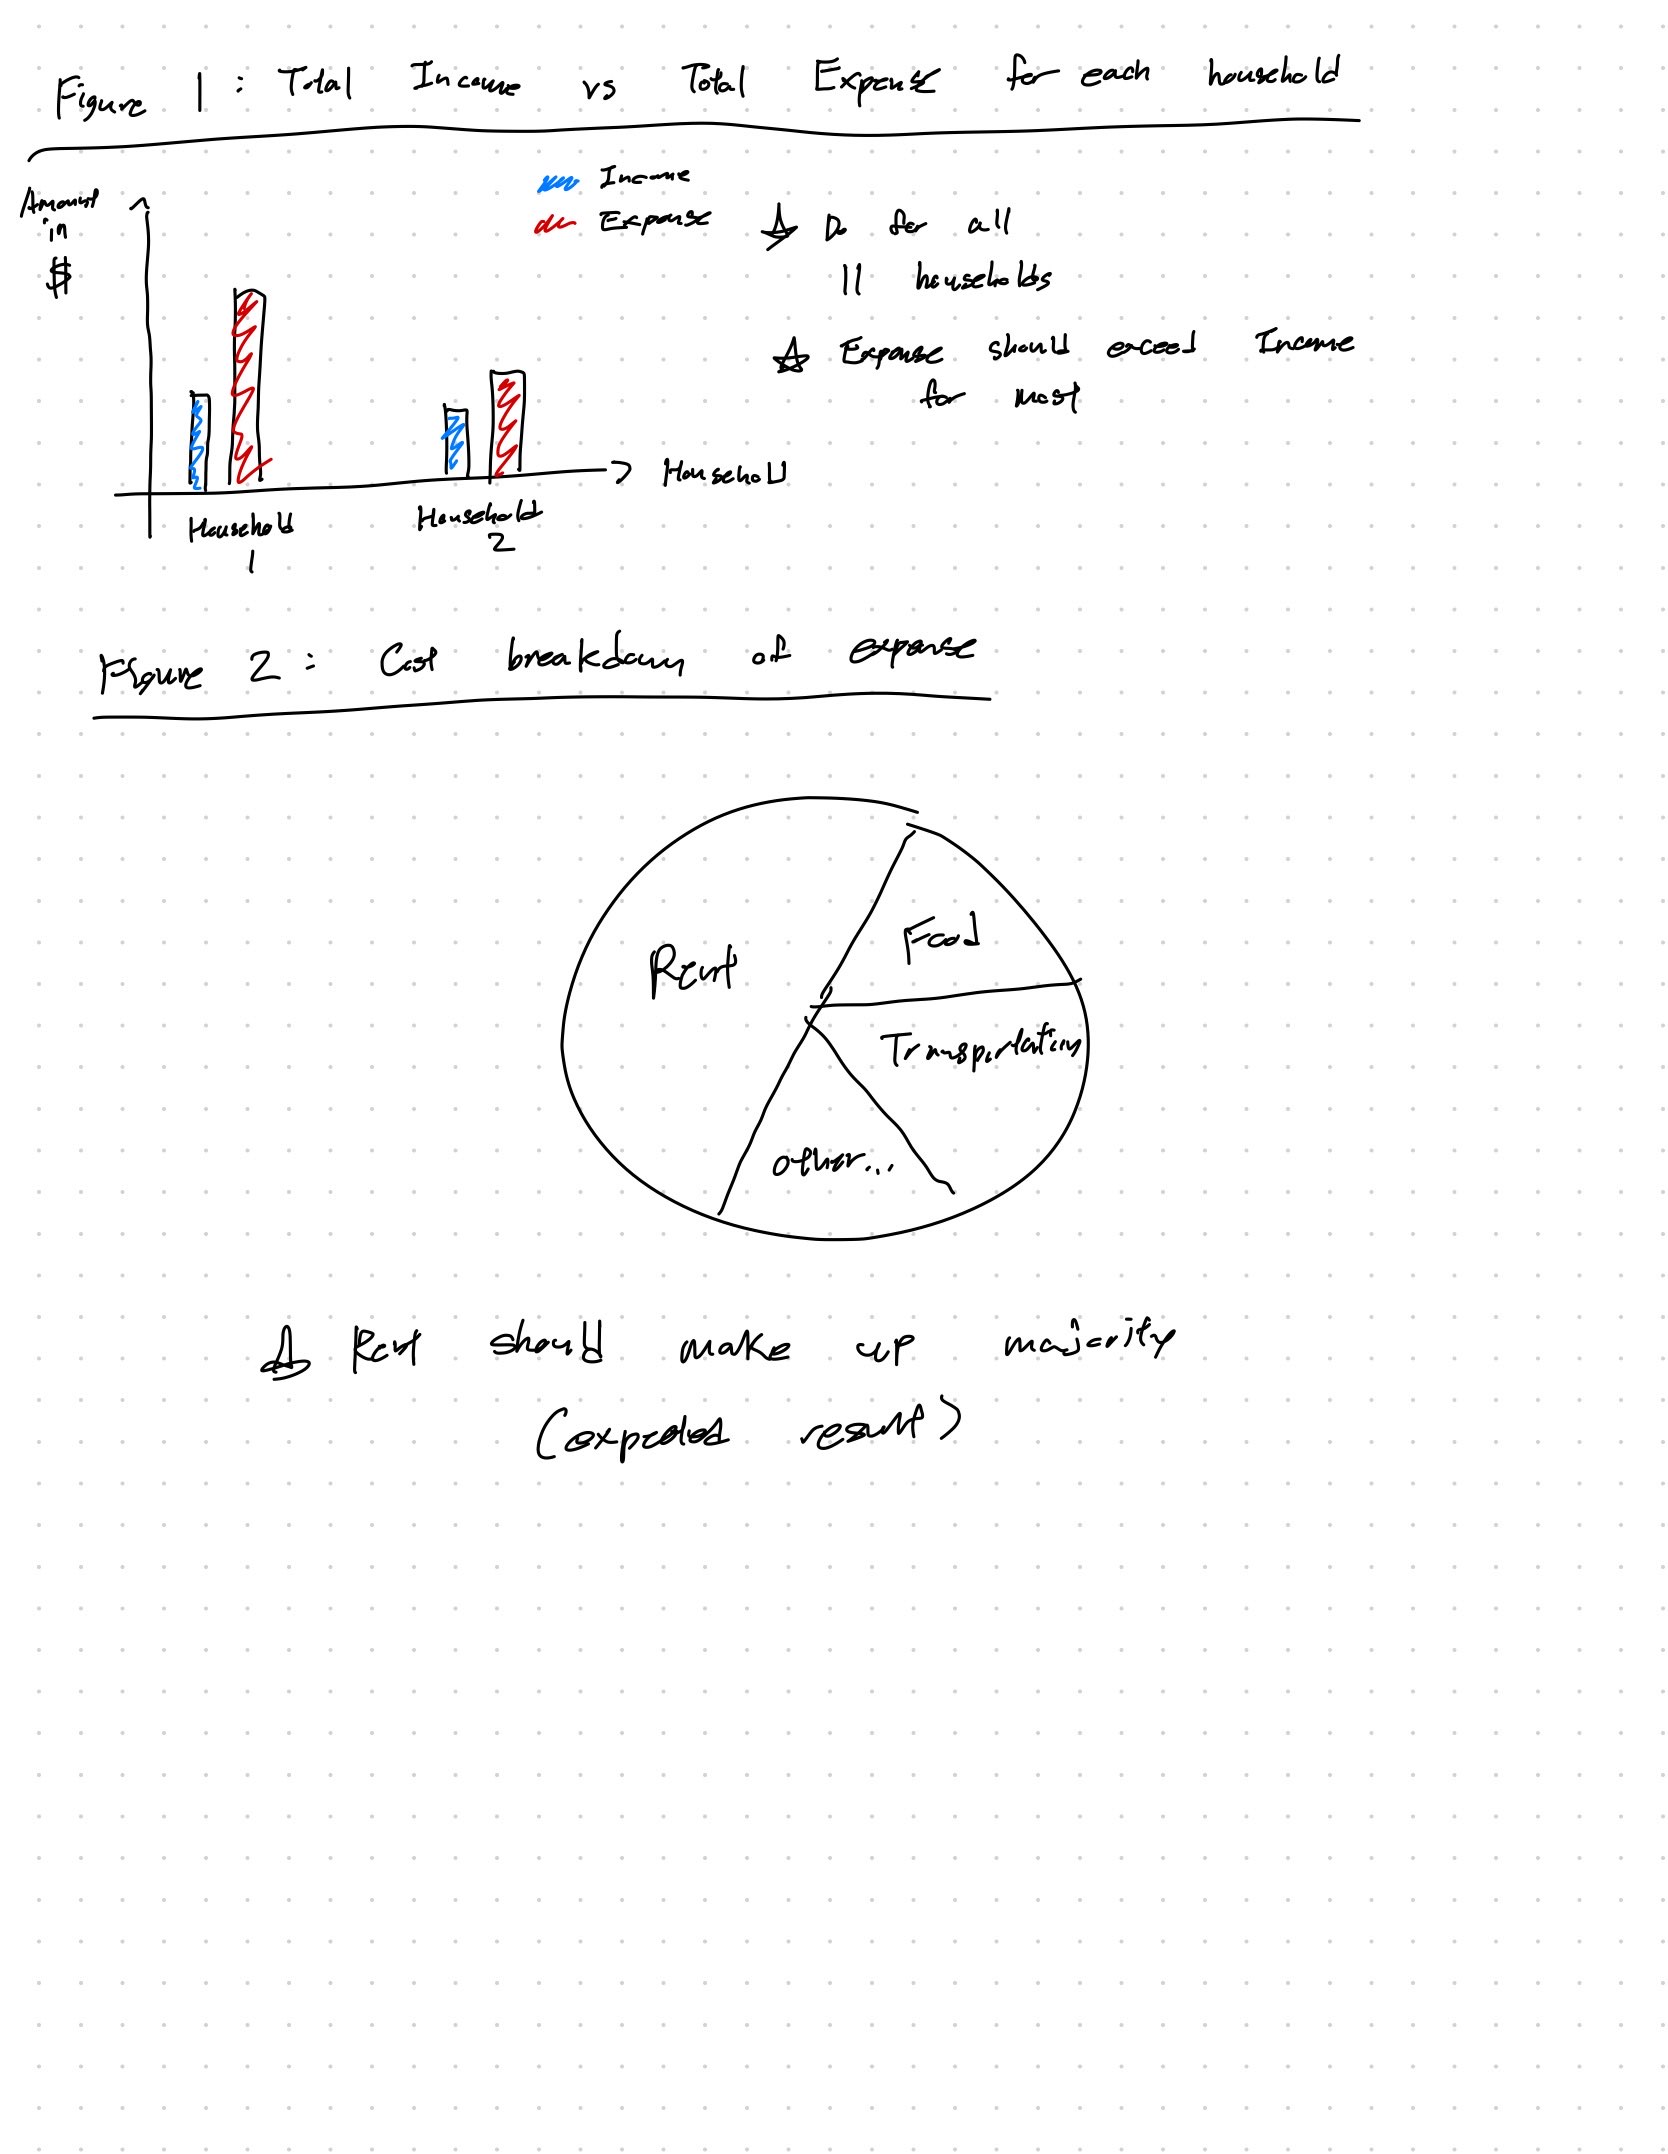 Figure 1 : Total Income vs Total Expense for each household
Amount
in
$
Income
Expense
Do for all
11 households
Expense should exceed Income
for most
Household
Household
1
Household
2
Figure 2 : Cost breakdown of expense
Rent
Food
Transportation
other...
Rent should make up majority
(expected result)